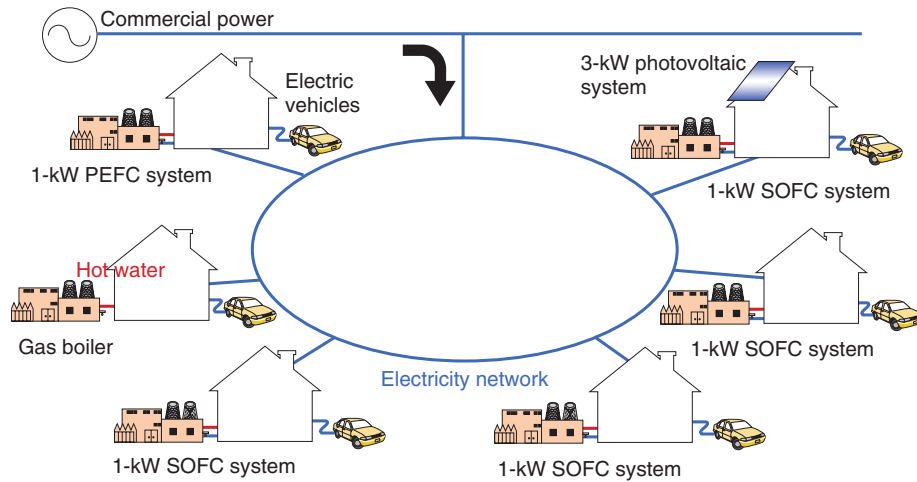 Commercial power
Electric
vehicles
3-kW photovoltaic
system
1-kW PEFC system
1-kW SOFC system
Hot water
Gas boiler
1-kW SOFC system
Electricity network
1-kW SOFC system
1-kW SOFC system